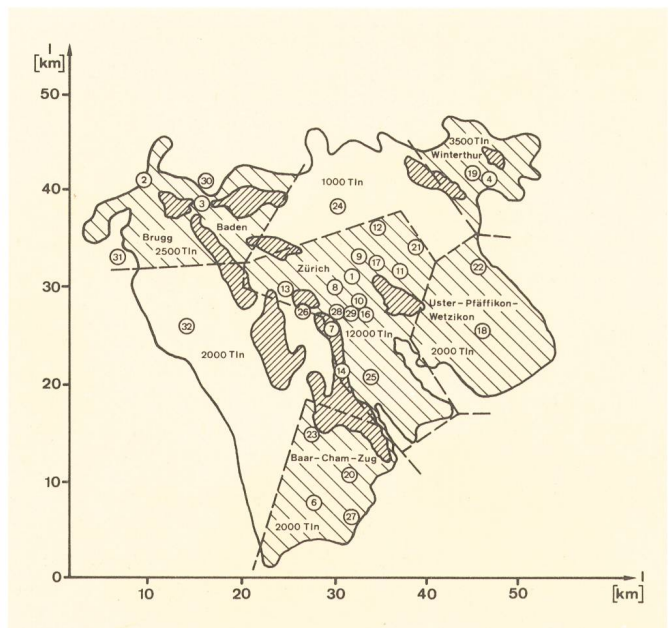 l
[km]
50
3500 Tln
Winterthur
19
4
2
30
40
1000 Tln
3
24
Baden
12
Brugg
2500 Tln
21
31
9
17
Zürich
11
22
30
1
8
13
10
Uster-Pfäffikon-
Wetzikon
26
28
29
16
32
7
12000 Tln
18
2000 Tln
2000 Tln
14
25
20
23
Baar-Cham-Zug
20
10
6
27
2000 Tln
0
l
10
20
30
40
50
[km]